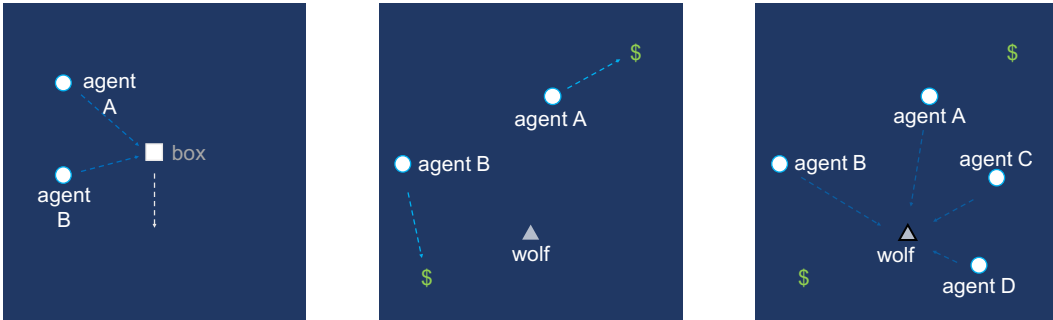 agent
A
box
agent
B
$
agent A
agent B
wolf
$
$
agent A
agent C
agent B
wolf
$
agent D